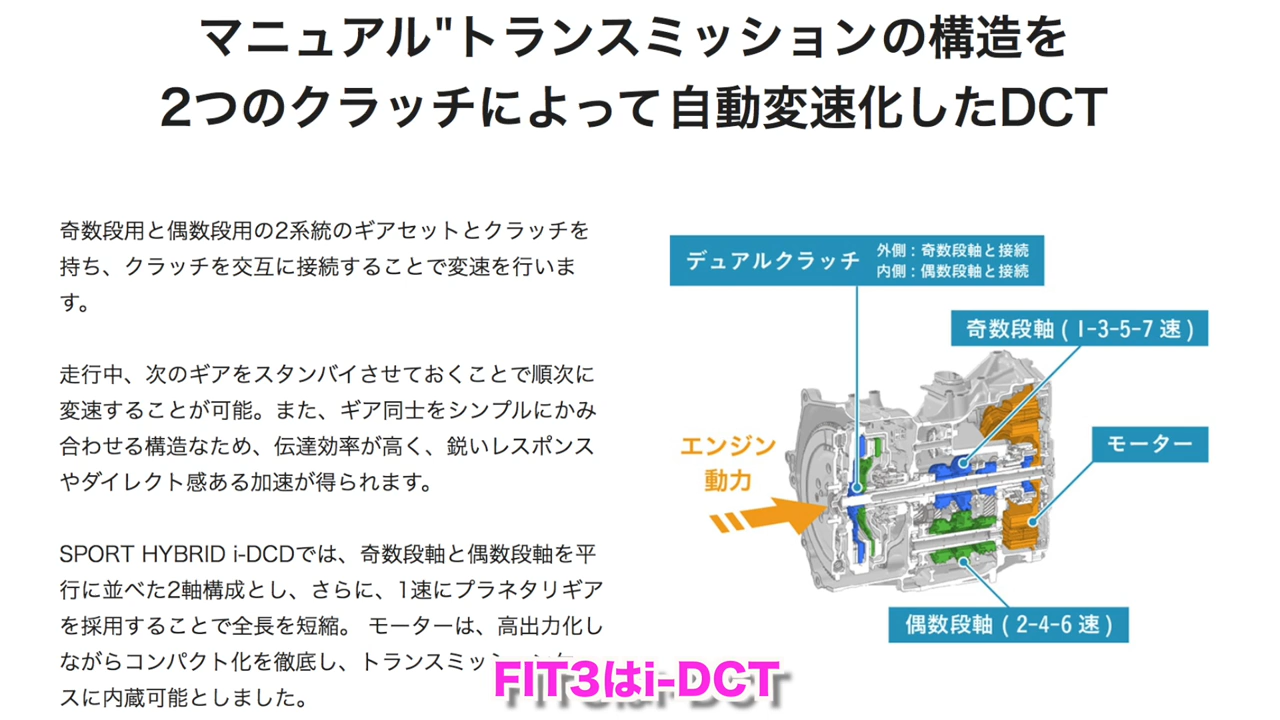 マニュアル"トランスミッションの構造を
2つのクラッチによって自動変速化したDCT
奇数段用と偶数段用の2系統のギアセットとクラッチを
持ち、クラッチを交互に接続することで変速を行いま
す。
走行中、次のギアをスタンバイさせておくことで順次に
変速することが可能。また、ギア同士をシンプルにかみ
合わせる構造なため、伝達効率が高く、鋭いレスポンス
やダイレクト感ある加速が得られます。
SPORT HYBRID i-DCDでは、奇数段軸と偶数段軸を平
行に並べた2軸構成とし、さらに、1速にプラネタリギア
を採用することで全長を短縮。 モーターは、高出力化し
ながらコンパクト化を徹底し、トランスミッ
スに内蔵可能としました。
デュアルクラッチ
外側：奇数段軸と接続
内側：偶数段軸と接続
奇数段軸 ( 1-3-5-7 速 )
モーター
エンジン
動力
偶数段軸 ( 2-4-6 速 )
FIT3はi-DCT